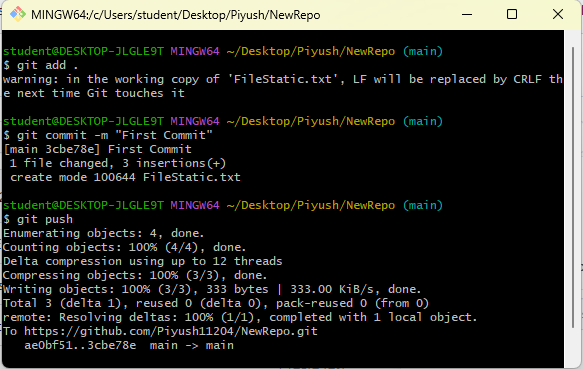 MINGW64:/c/Users/student/Desktop/Piyush/NewRepo
student@DESKTOP-JLGLE9T MINGW64 ~/Desktop/Piyush/NewRepo (main)
$ git add .
warning: in the working copy of 'FileStatic.txt', LF will be replaced by CRLF th
e next time Git touches it
student@DESKTOP-JLGLE9T MINGW64 ~/Desktop/Piyush/NewRepo (main)
$ git commit -m "First Commit"
[main 3cbe78e] First Commit
 1 file changed, 3 insertions(+)
 create mode 100644 FileStatic.txt
student@DESKTOP-JLGLE9T MINGW64 ~/Desktop/Piyush/NewRepo (main)
$ git push
Enumerating objects: 4, done.
Counting objects: 100% (4/4), done.
Delta compression using up to 12 threads
Compressing objects: 100% (3/3), done.
Writing objects: 100% (3/3), 333 bytes | 333.00 KiB/s, done.
Total 3 (delta 1), reused 0 (delta 0), pack-reused 0 (from 0)
remote: Resolving deltas: 100% (1/1), completed with 1 local object.
To https://github.com/Piyush11204/NewRepo.git
   ae0bf51..3cbe78e  main -> main